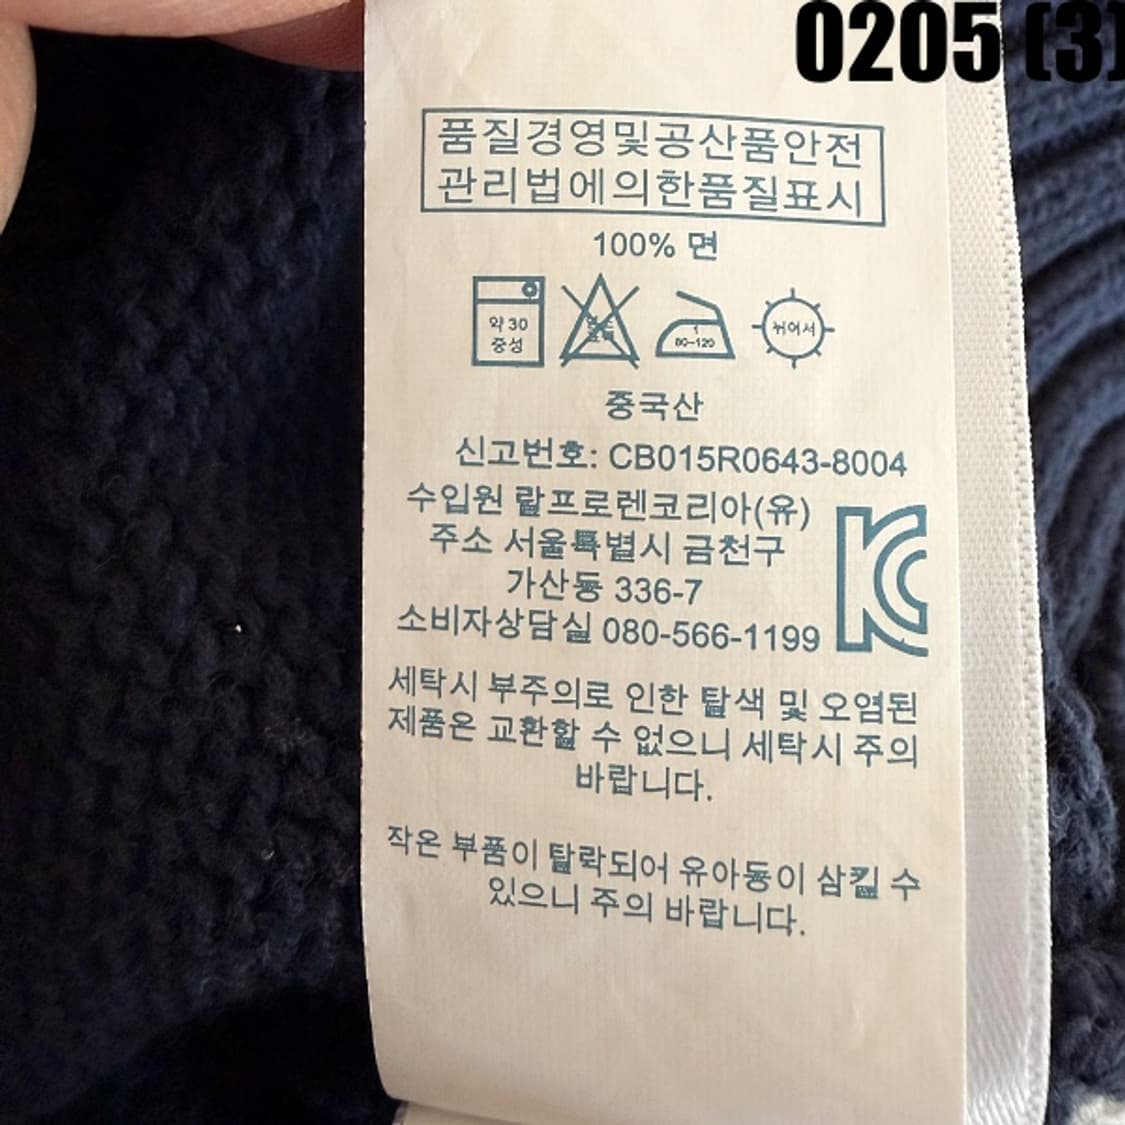 0205 (3)
품질경영및공산품안전
관리법에의한품질표시
100% 면
약 30
중성
1
80~120
뉘어서
중국산
신고번호: CB015R0643-8004
수입원 랄프로렌코리아(유)
주소 서울특별시 금천구
가산동 336-7
소비자상담실 080-566-1199
세탁시 부주의로 인한 탈색 및 오염된
제품은 교환할 수 없으니 세탁시 주의
바랍니다.
작은 부품이 탈락되어 유아동이 삼킬 수
있으니 주의 바랍니다.